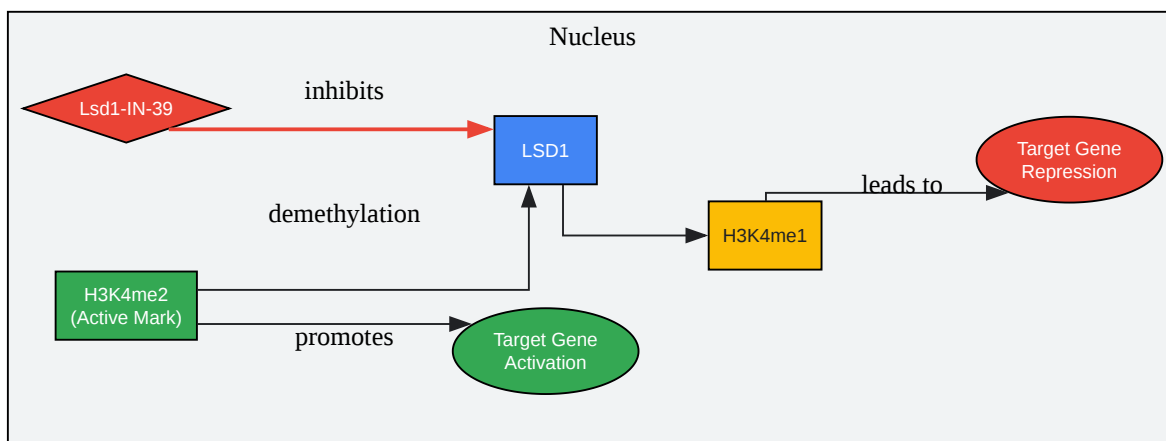 Nucleus
inhibits
Lsd1-IN-39
LSD1
Target Gene
Repression
leads to
demethylation
H3K4me1
H3K4me2
(Active Mark)
promotes
Target Gene
Activation